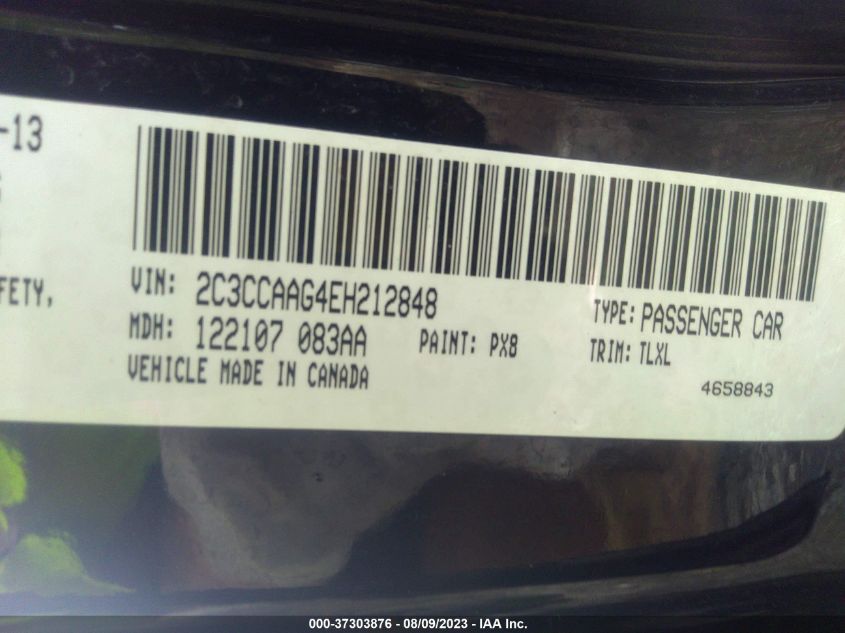 -13
FETY,
VIN: 2C3CCAAG4EH212848
TYPE: PASSENGER CAR
MDH: 122107 083AA
PAINT: PX8
TRIM: TLXL
VEHICLE MADE IN CANADA
4658843
000-37303876 - 08/09/2023 - IAA Inc.